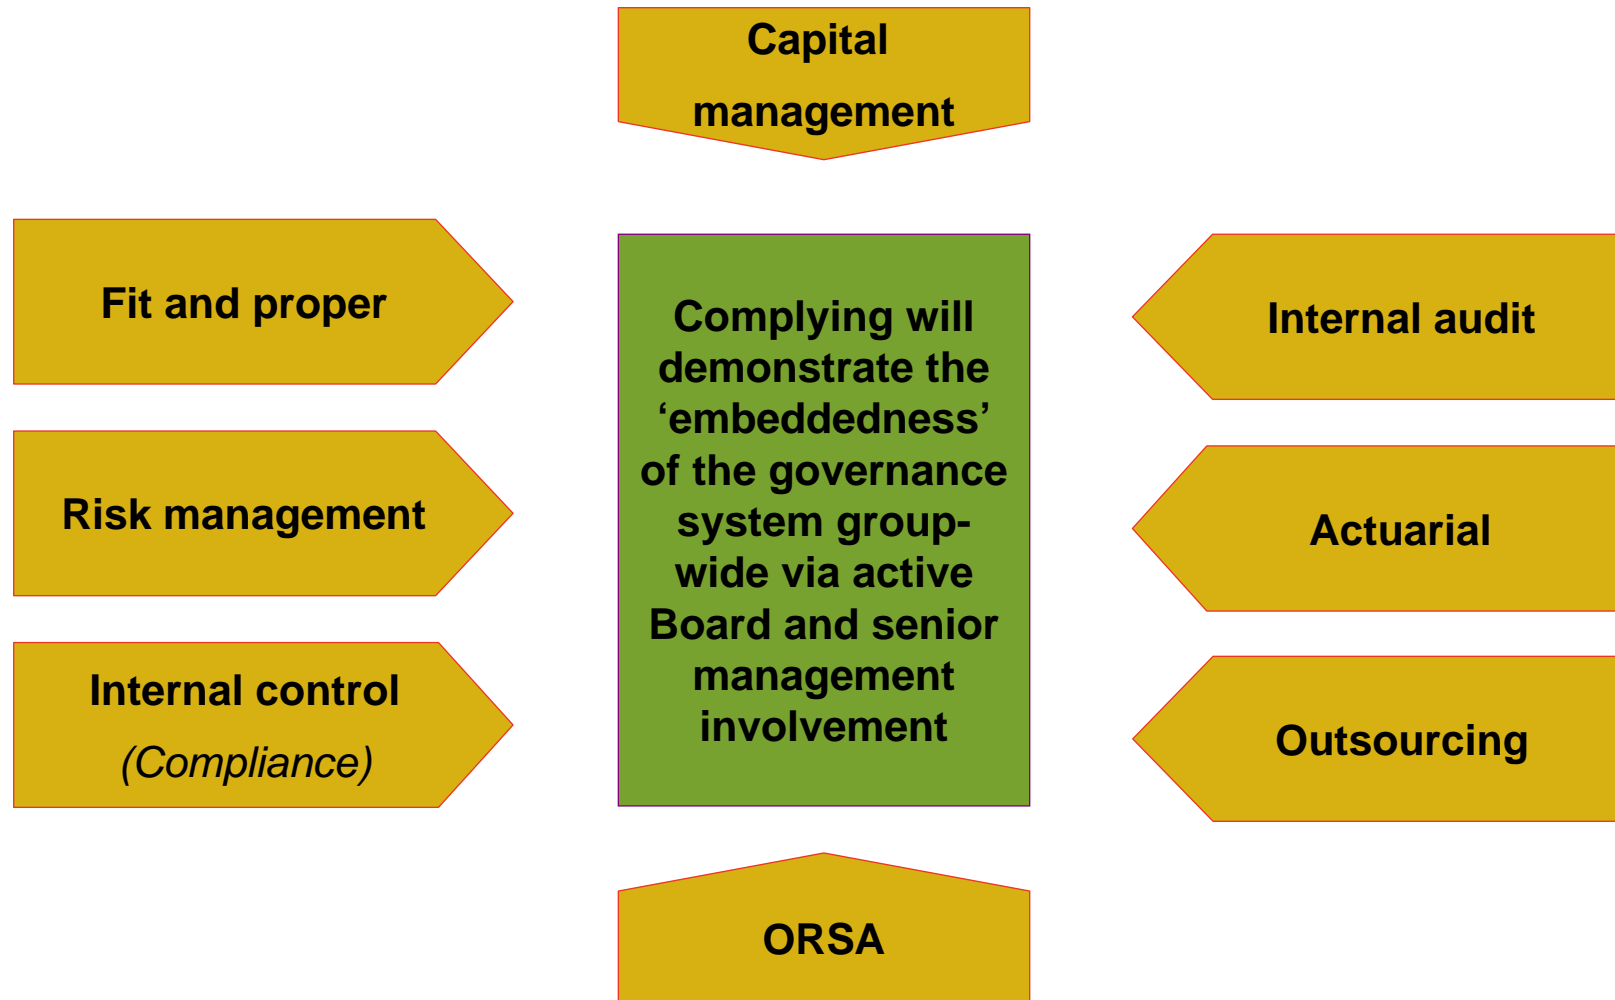 Capital
management
Fit and proper
Risk management
Internal control
(Compliance)
Complying will
demonstrate the
‘embeddedness’
of the governance
system group-
wide via active
Board and senior
management
involvement
Internal audit
Actuarial
Outsourcing
ORSA